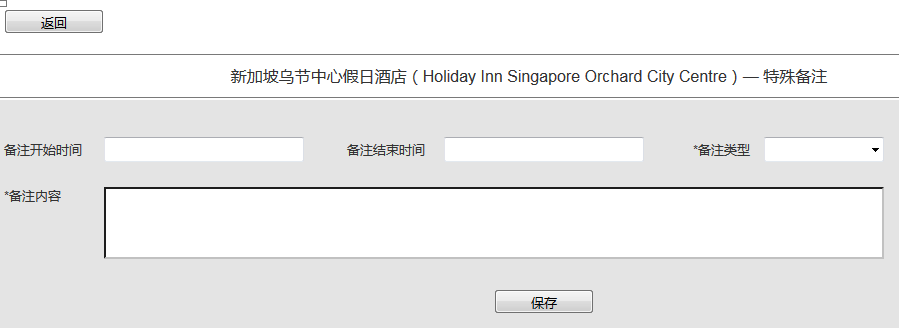 返回
新加坡乌节中心假日酒店（Holiday Inn Singapore Orchard City Centre）— 特殊备注
备注开始时间 备注结束时间 *备注类型
*备注内容
保存